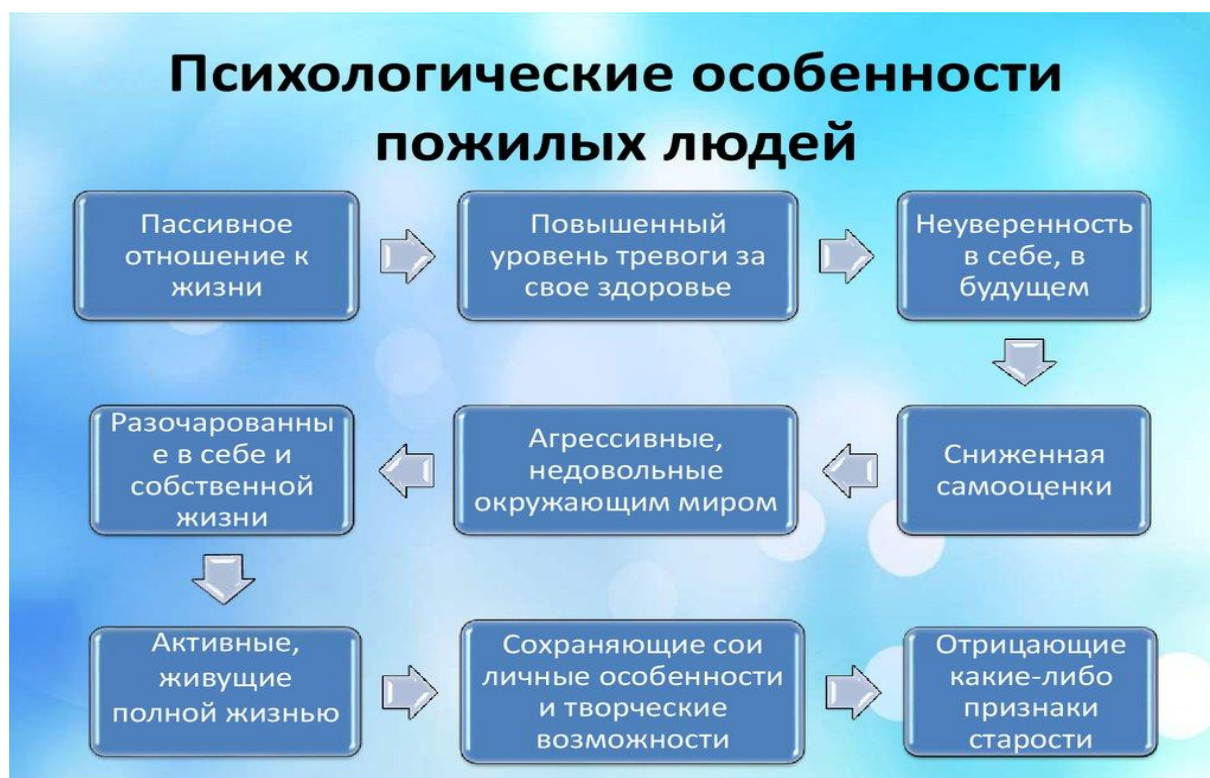 Психологические особенности
пожилых людей
Пассивное
отношение к
жизни
Повышенный
уровень тревоги за
свое здоровье
Неуверенность
в себе, в
будущем
Сниженная
самооценки
Агрессивные,
недовольные
окружающим миром
Разочарованны
е в себе и
собственной
жизни
Активные,
живущие
полной жизнью
Сохраняющие сои
личные особенности
и творческие
возможности
Отрицающие
какие-либо
признаки
старости